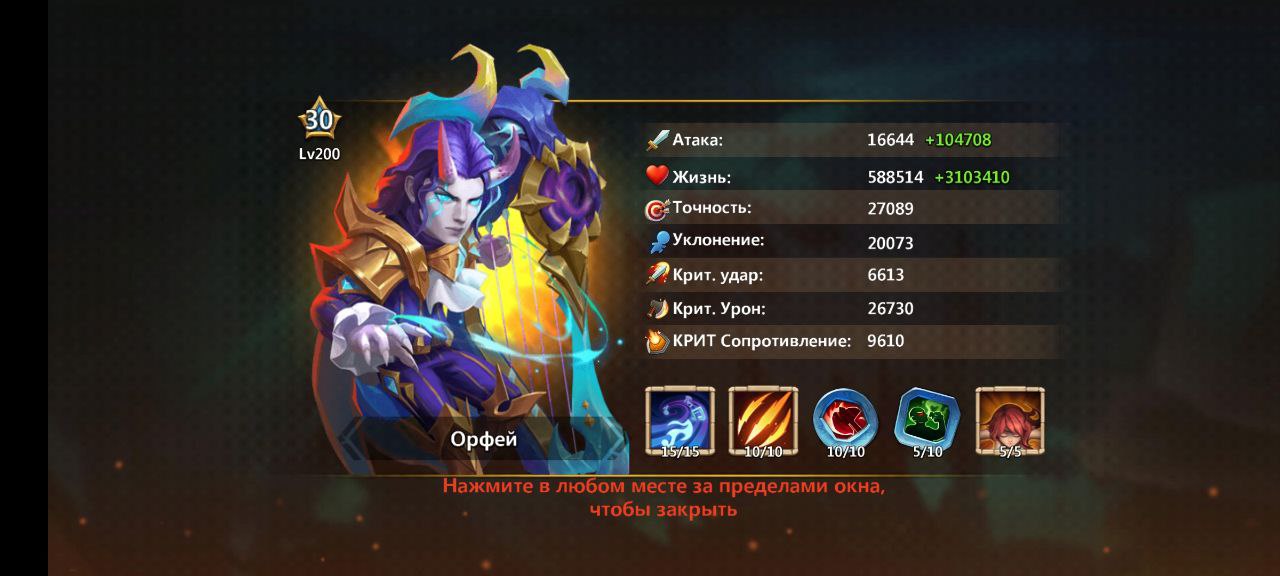 30
Lv200
Атака: 16644 +104708
Жизнь: 588514 +3103410
Точность: 27089
Уклонение: 20073
Крит. удар: 6613
Крит. Урон: 26730
КРИТ Сопротивление: 9610
Орфей
15/15 10/10 10/10 5/10 5/5
Нажмите в любом месте за пределами окна,
чтобы закрыть